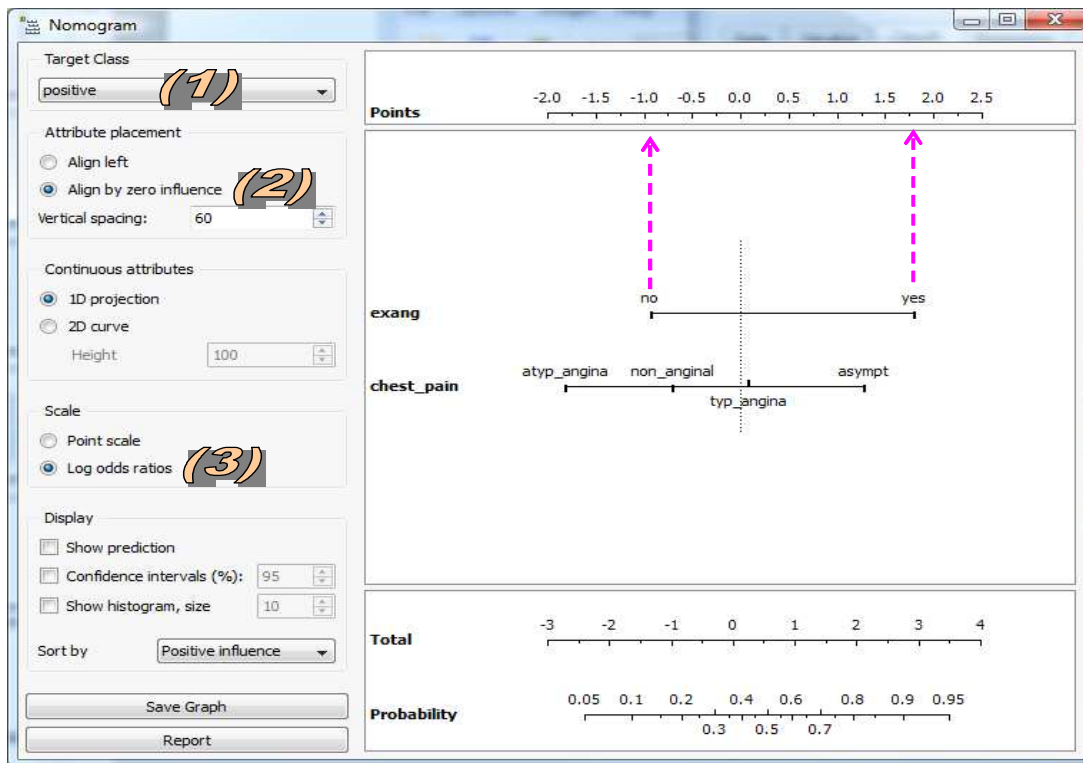 Nomogram
Target Class
positive
(1)
Attribute placement
Align left
Align by zero influence
(2)
Vertical spacing: 60
Continuous attributes
1D projection
2D curve
Height 100
Scale
Point scale
Log odds ratios
(3)
Display
Show prediction
Confidence intervals (%): 95
Show histogram, size 10
Sort by Positive influence
Save Graph
Report
-2.0 -1.5 -1.0 -0.5 0.0 0.5 1.0 1.5 2.0 2.5
Points
no yes
exang
atyp_angina non_anginal asympt
chest_pain
typ_angina
-3 -2 -1 0 1 2 3 4
Total
0.05 0.1 0.2 0.4 0.6 0.8 0.9 0.95
Probability
0.3 0.5 0.7